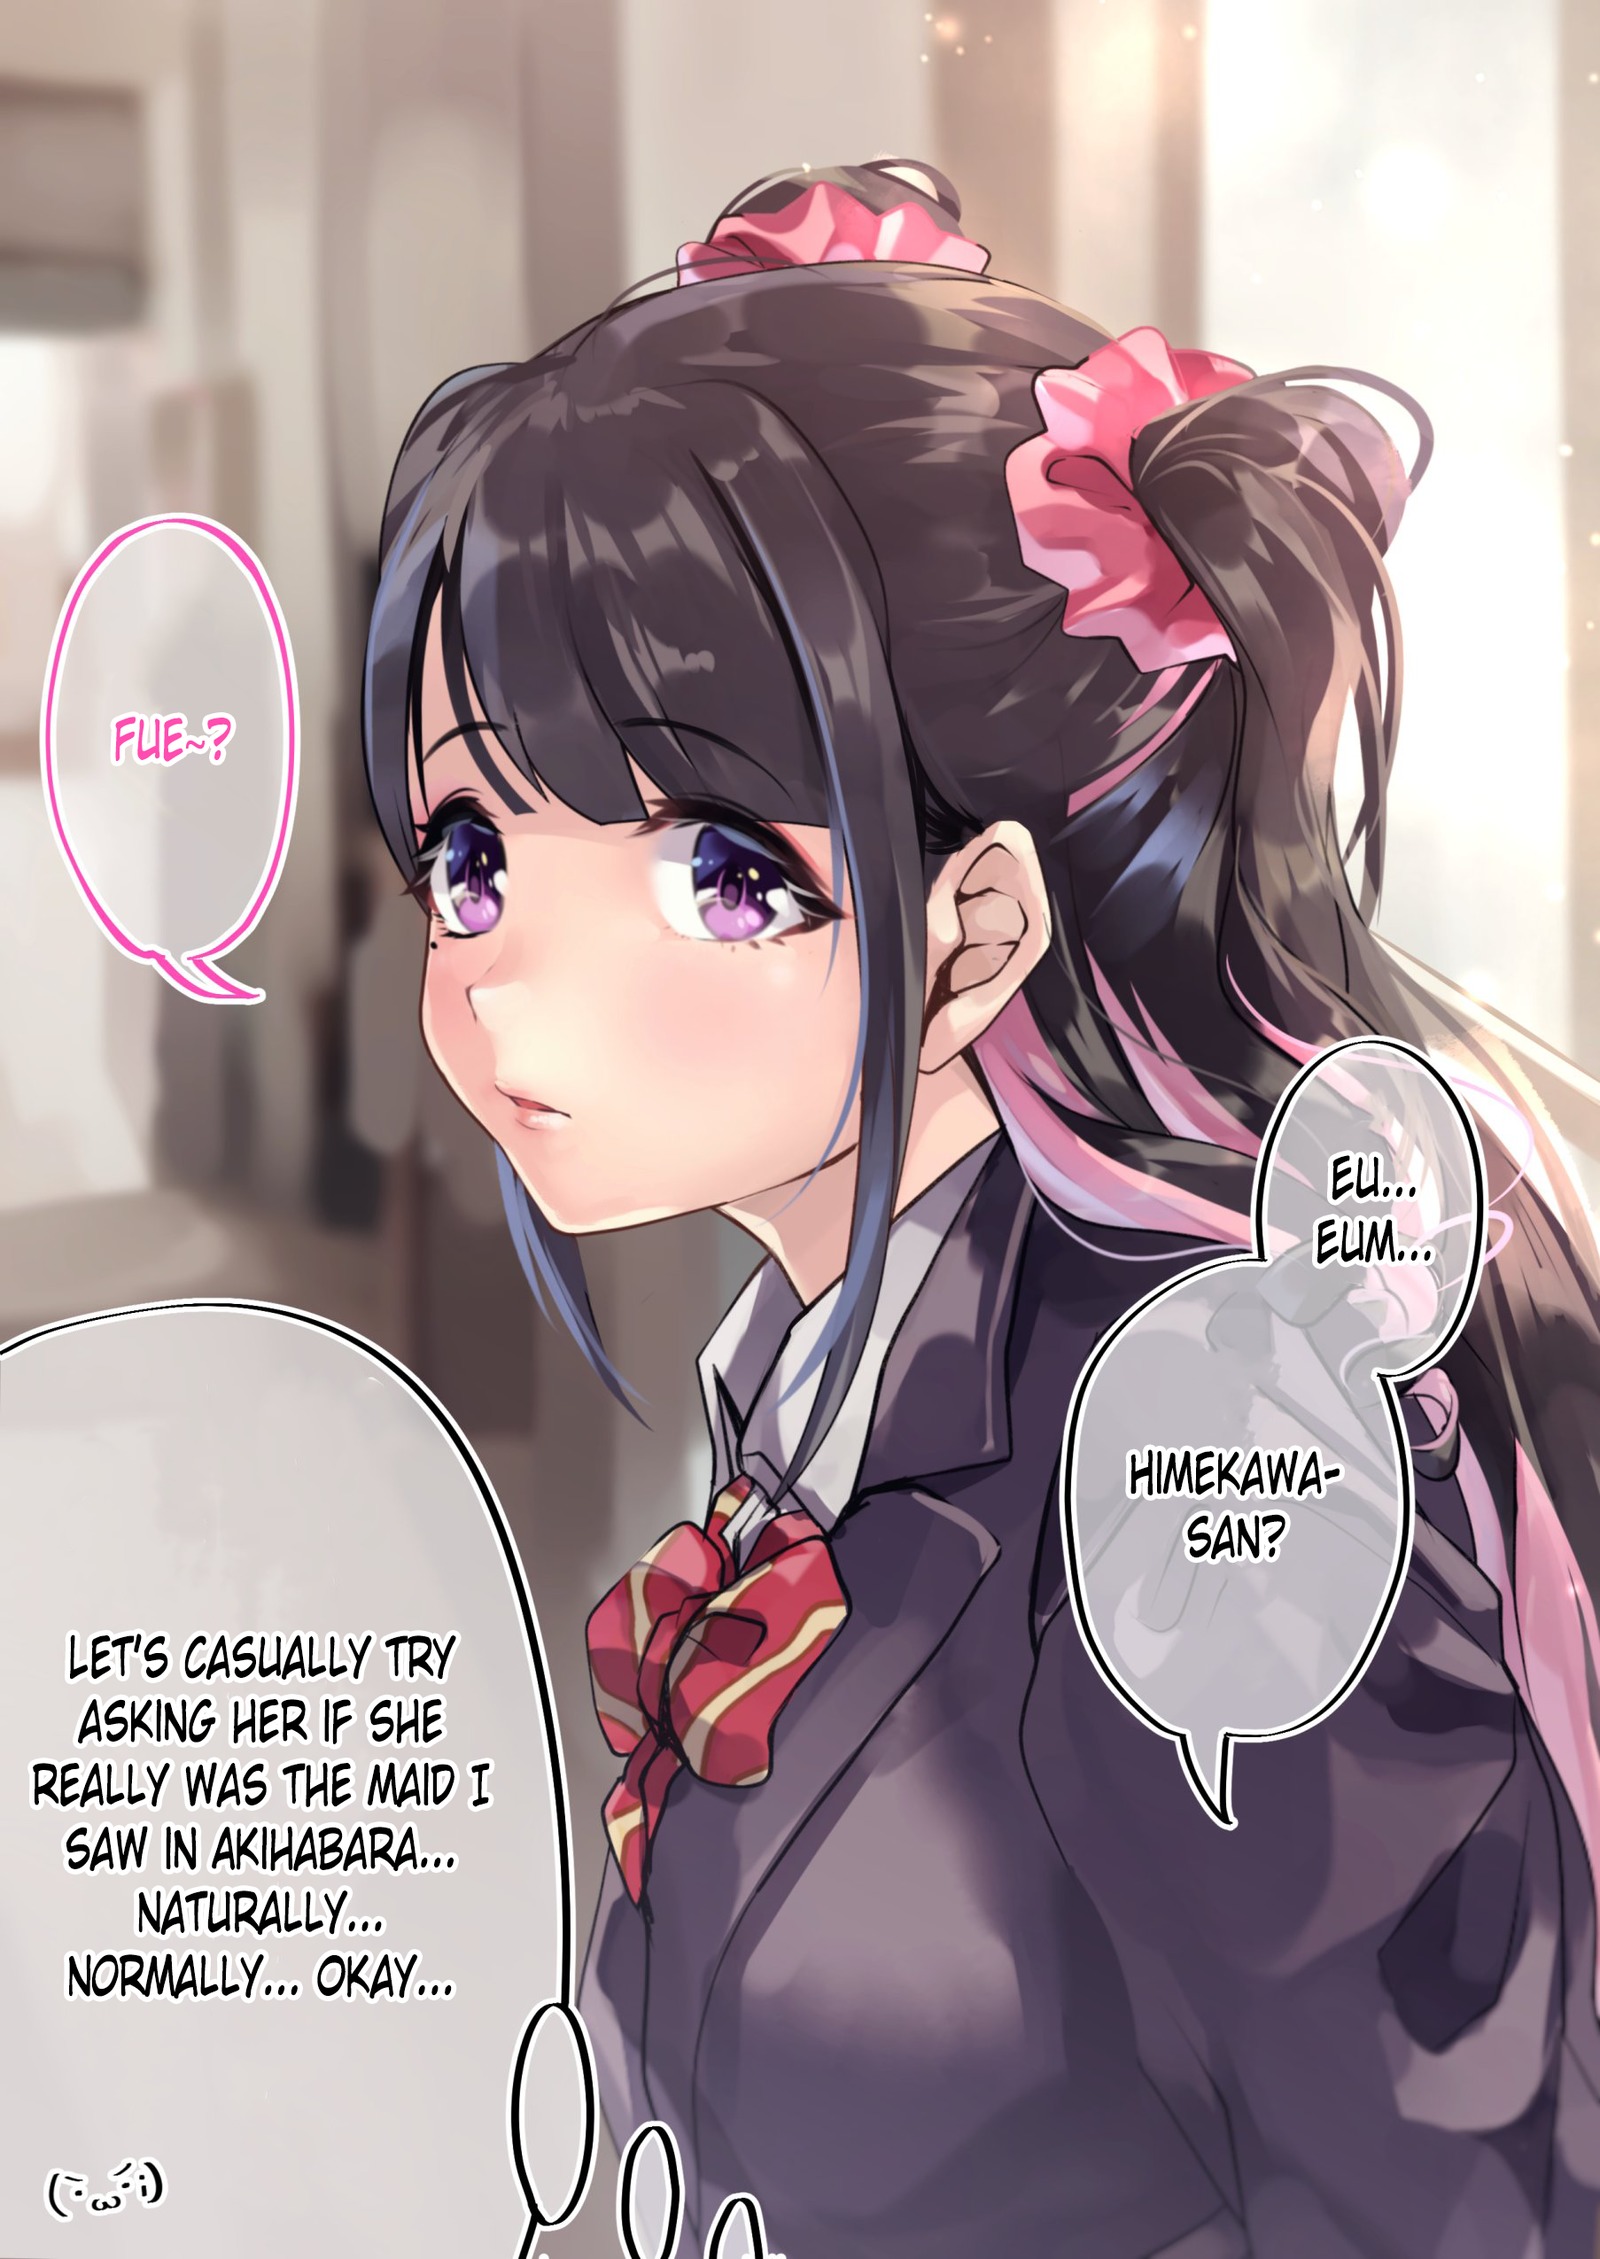 EU...
EUM...
HIMEKAWA-
SAN?
FUE~?
LET'S CASUALLY TRY
ASKING HER IF SHE
REALLY WAS THE MAID I
SAW IN AKIHABARA...
NATURALLY...
NORMALLY... OKAY...
(･̆ω･̆;)